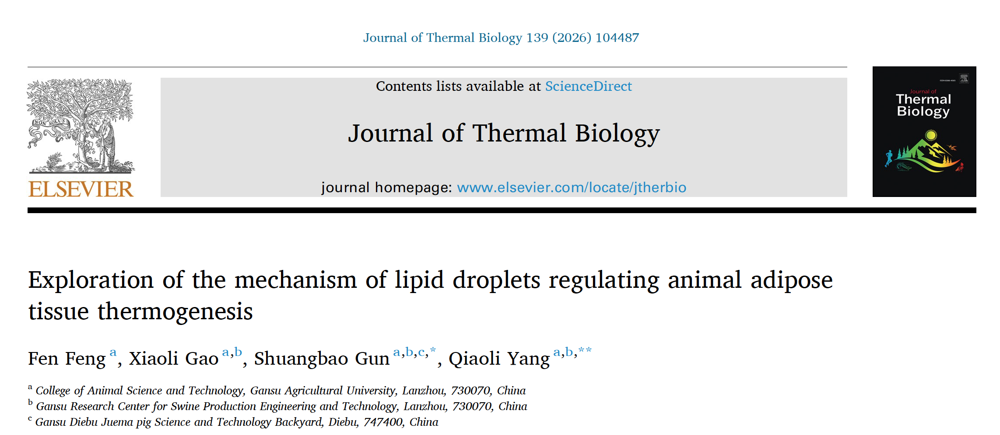 Journal of Thermal Biology 139 (2026) 104487
Contents lists available at ScienceDirect
Journal of Thermal Biology
journal homepage: www.elsevier.com/locate/jtherbio
NON SOLUS
ELSEVIER
ISSN 0306-4565
ELSEVIER
Journal of
Thermal
Biology
Exploration of the mechanism of lipid droplets regulating animal adipose
tissue thermogenesis
Fen Feng a, Xiaoli Gao a,b, Shuangbao Gun a,b,c,*, Qiaoli Yang a,b,**
a College of Animal Science and Technology, Gansu Agricultural University, Lanzhou, 730070, China
b Gansu Research Center for Swine Production Engineering and Technology, Lanzhou, 730070, China
c Gansu Diebu Juema pig Science and Technology Backyard, Diebu, 747400, China